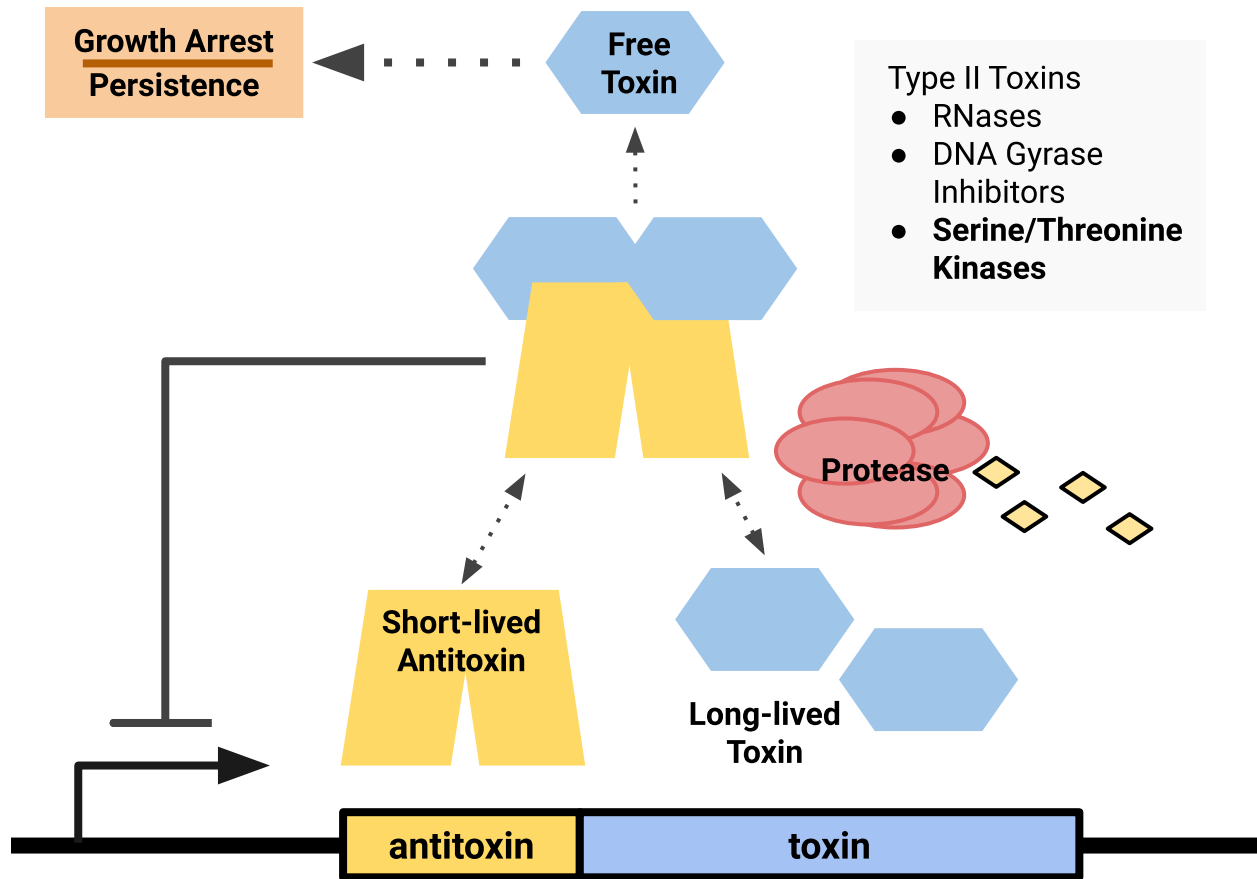 Growth Arrest
Persistence
Free
Toxin
Type II Toxins
● RNases
● DNA Gyrase
Inhibitors
● Serine/Threonine
Kinases
Protease
Short-lived
Antitoxin
Long-lived
Toxin
antitoxin
toxin